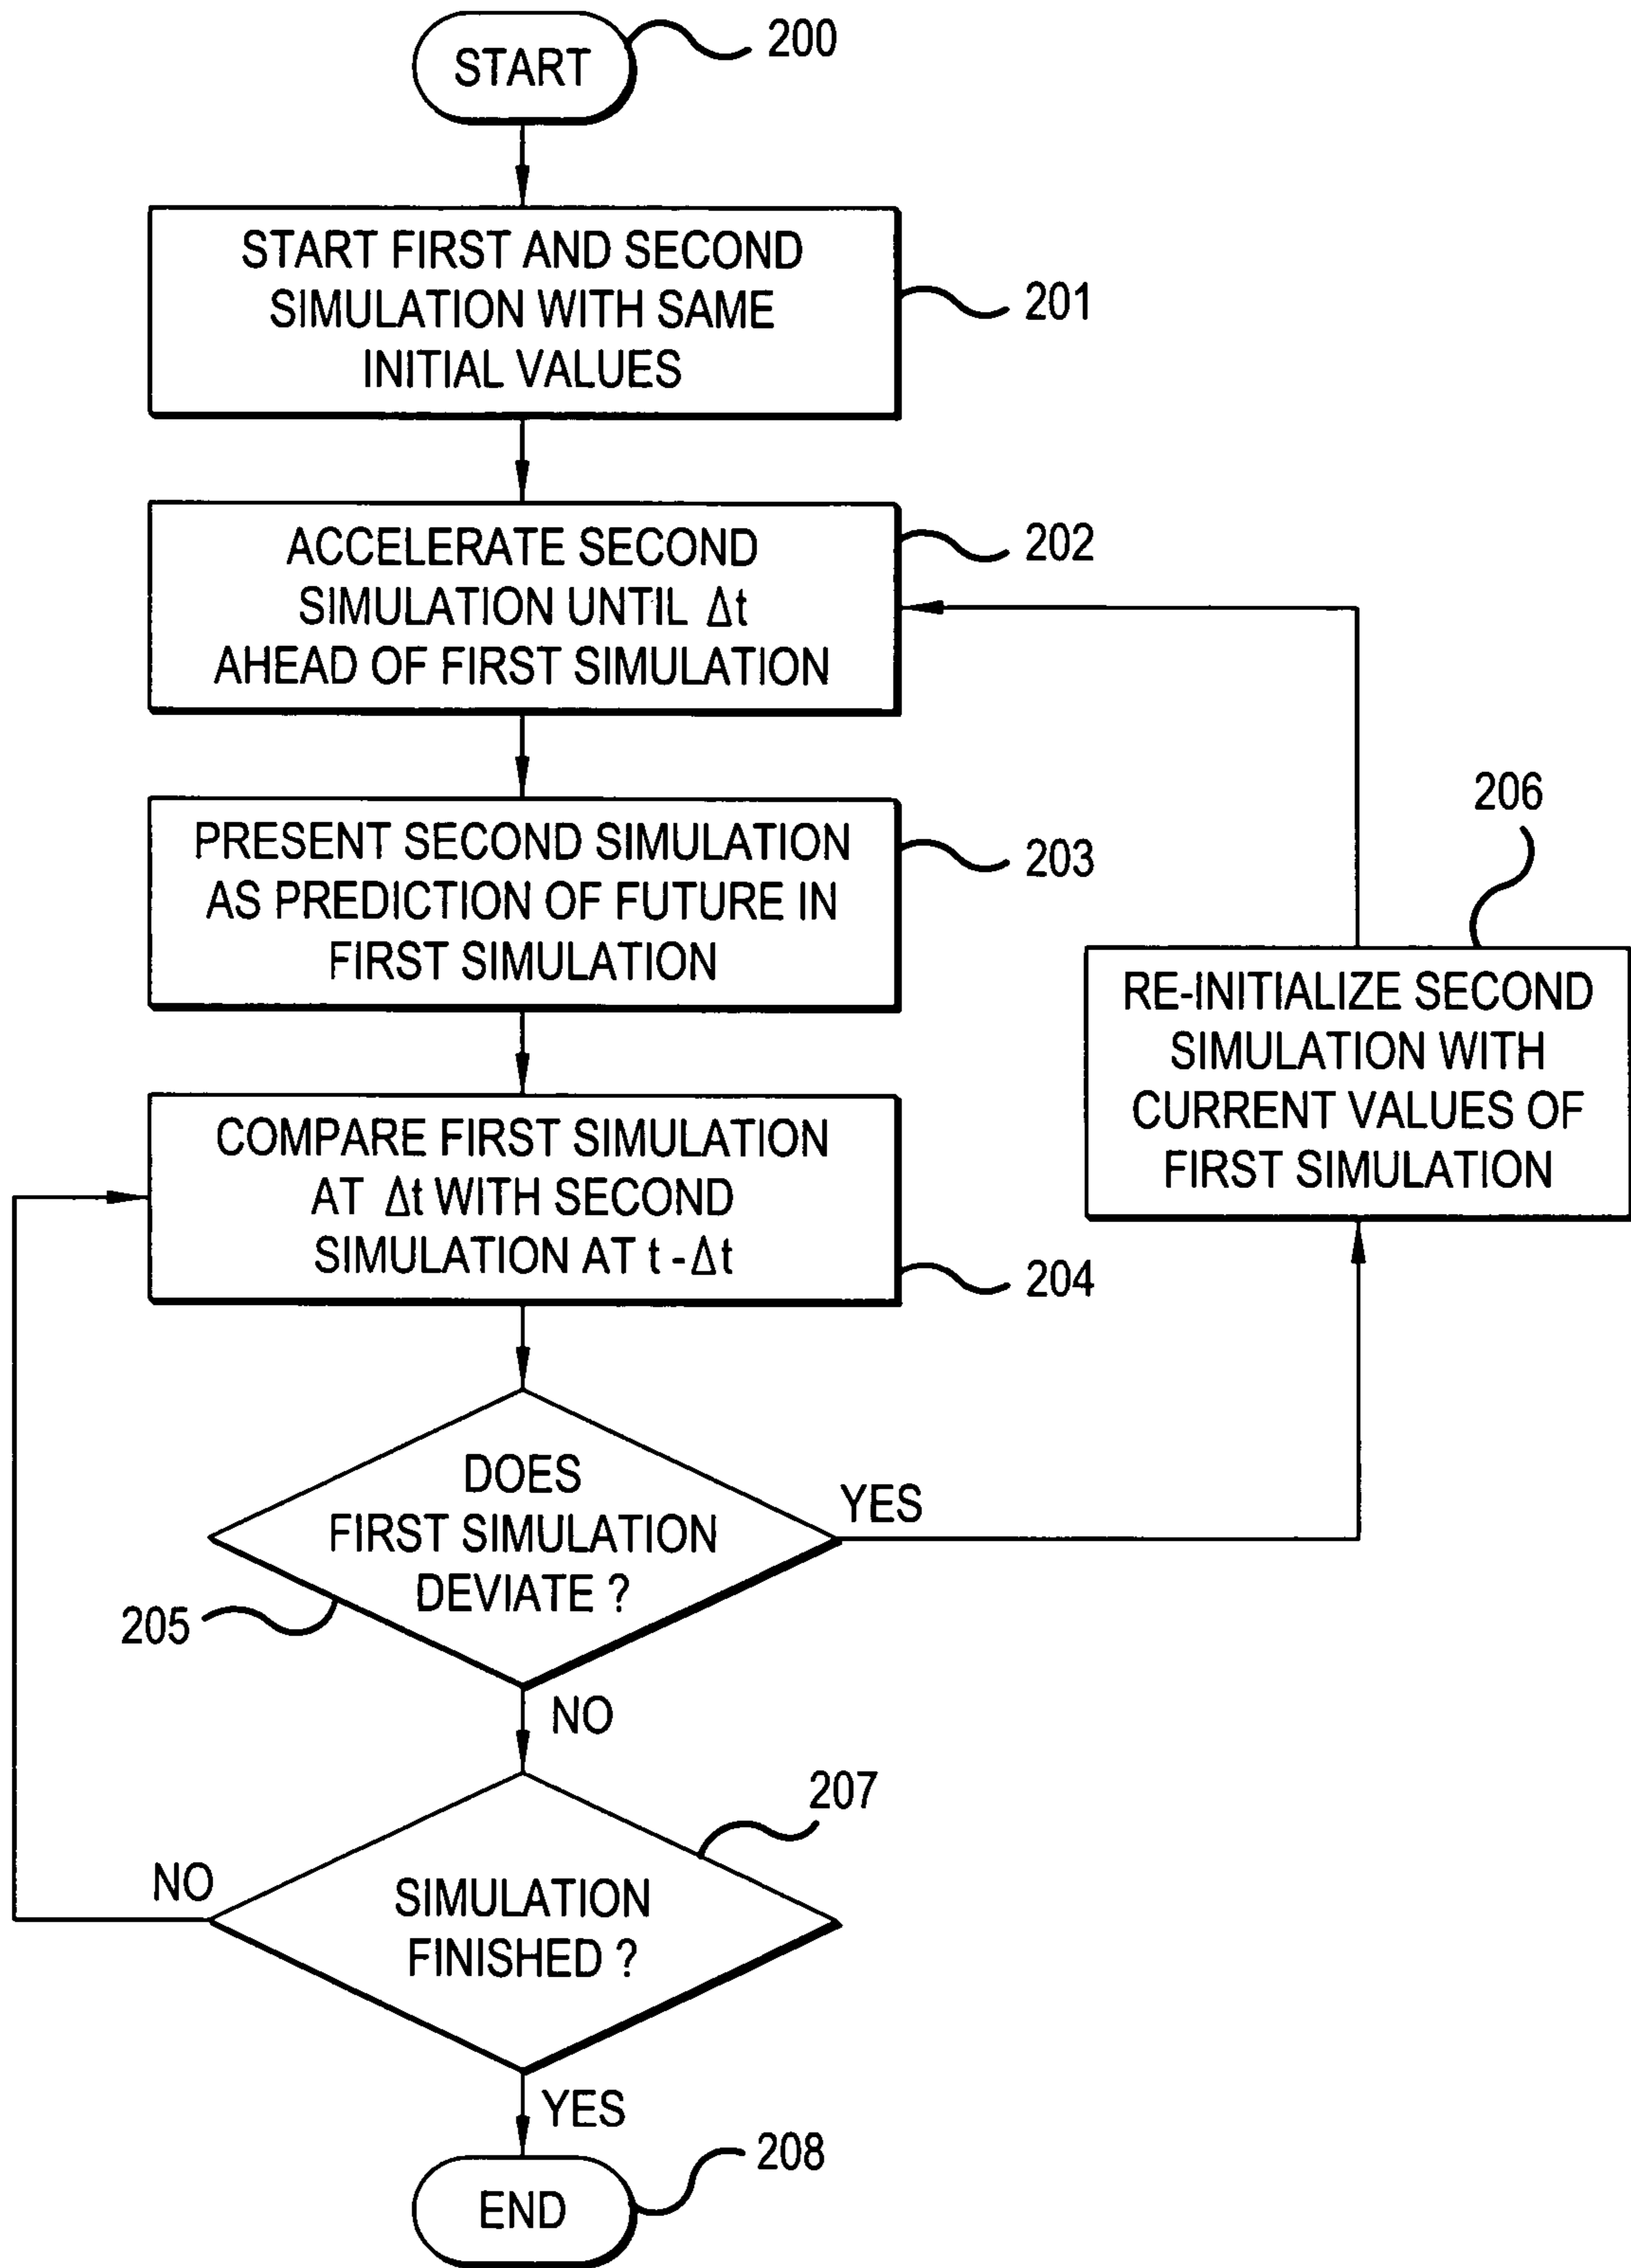 START
200
START FIRST AND SECOND
SIMULATION WITH SAME
INITIAL VALUES
201
ACCELERATE SECOND
SIMULATION UNTIL Δt
AHEAD OF FIRST SIMULATION
202
PRESENT SECOND SIMULATION
AS PREDICTION OF FUTURE IN
FIRST SIMULATION
203
206
RE-INITIALIZE SECOND
SIMULATION WITH
CURRENT VALUES OF
FIRST SIMULATION
COMPARE FIRST SIMULATION
AT Δt WITH SECOND
SIMULATION AT t -Δt
204
DOES
FIRST SIMULATION
DEVIATE ?
YES
205
NO
207
SIMULATION
FINISHED ?
NO
YES
END
208